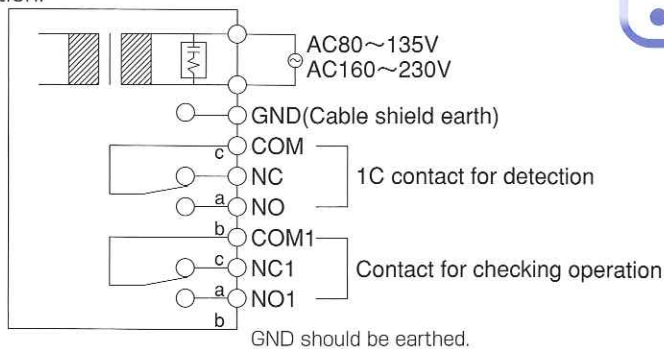 AC80～135V
AC160～230V
GND(Cable shield earth)
c COM
NC
1C contact for detection
a NO
b COM1
c NC1
Contact for checking operation
a NO1
b
GND should be earthed.